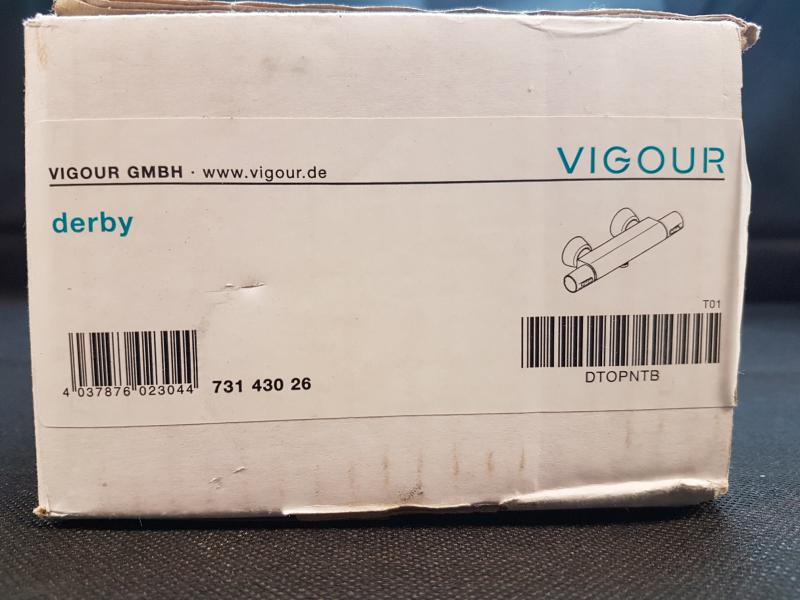 VIGOUR GMBH · www.vigour.de
VIGOUR
derby
T01
4 037876 023044
731 430 26
DTOPNTB